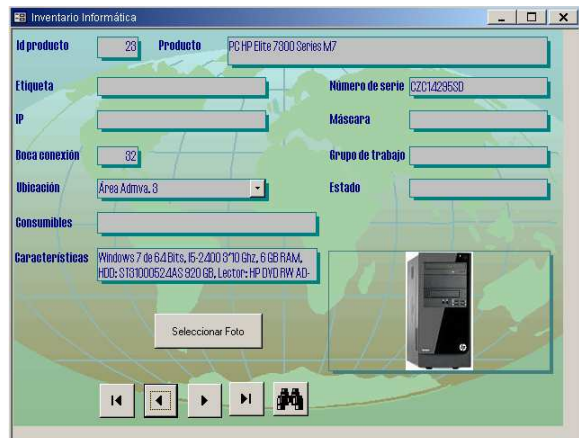 Inventario Informática
Id producto 23 Producto PC HP Elite 7300 Series M7
Etiqueta Número de serie CZC14295SD
IP Máscara
Boca conexión 32 Grupo de trabajo
Ubicación Área Admva. 3 Estado
Consumibles
Características Windows 7 de 64 Bits, I5-2400 3"10 Ghz, 6 GB RAM,
HDD: ST31000524AS 920 GB, Lector: HP DVD RW AD-
Seleccionar Foto